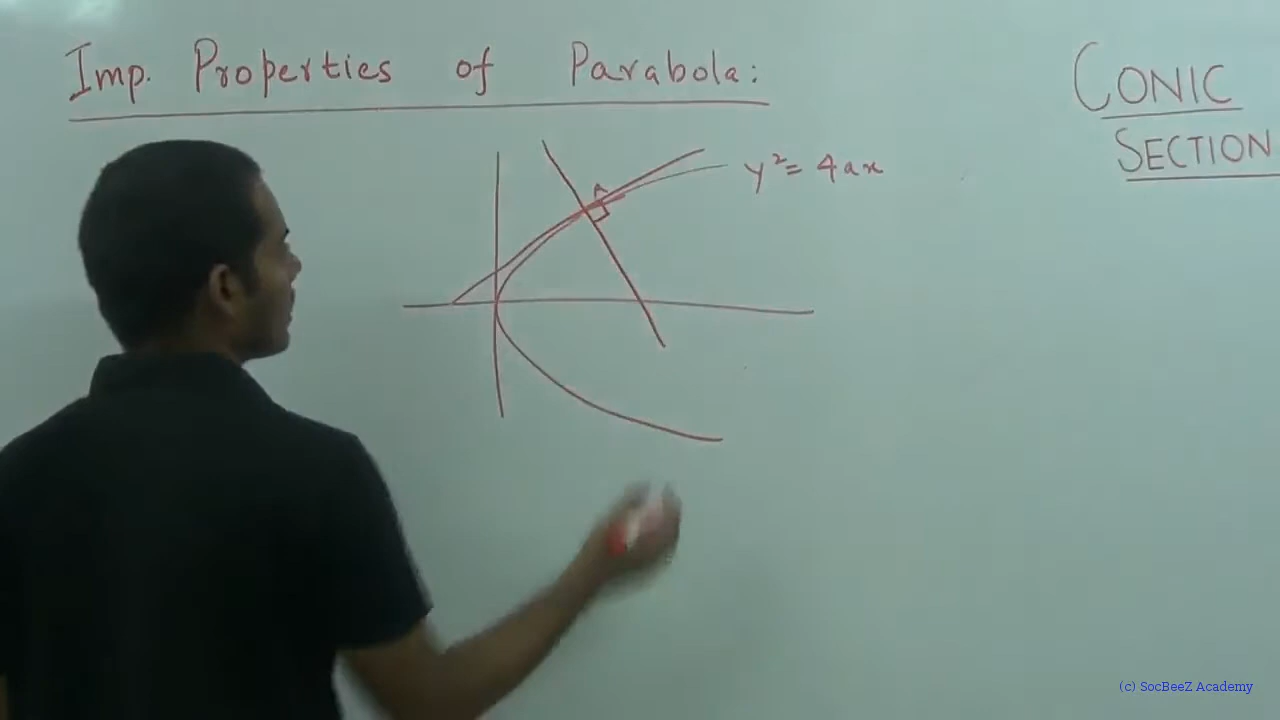 Imp. Properties of Parabola:
CONIC
SECTION
y²= 4ax
(c) SocBeeZ Academy